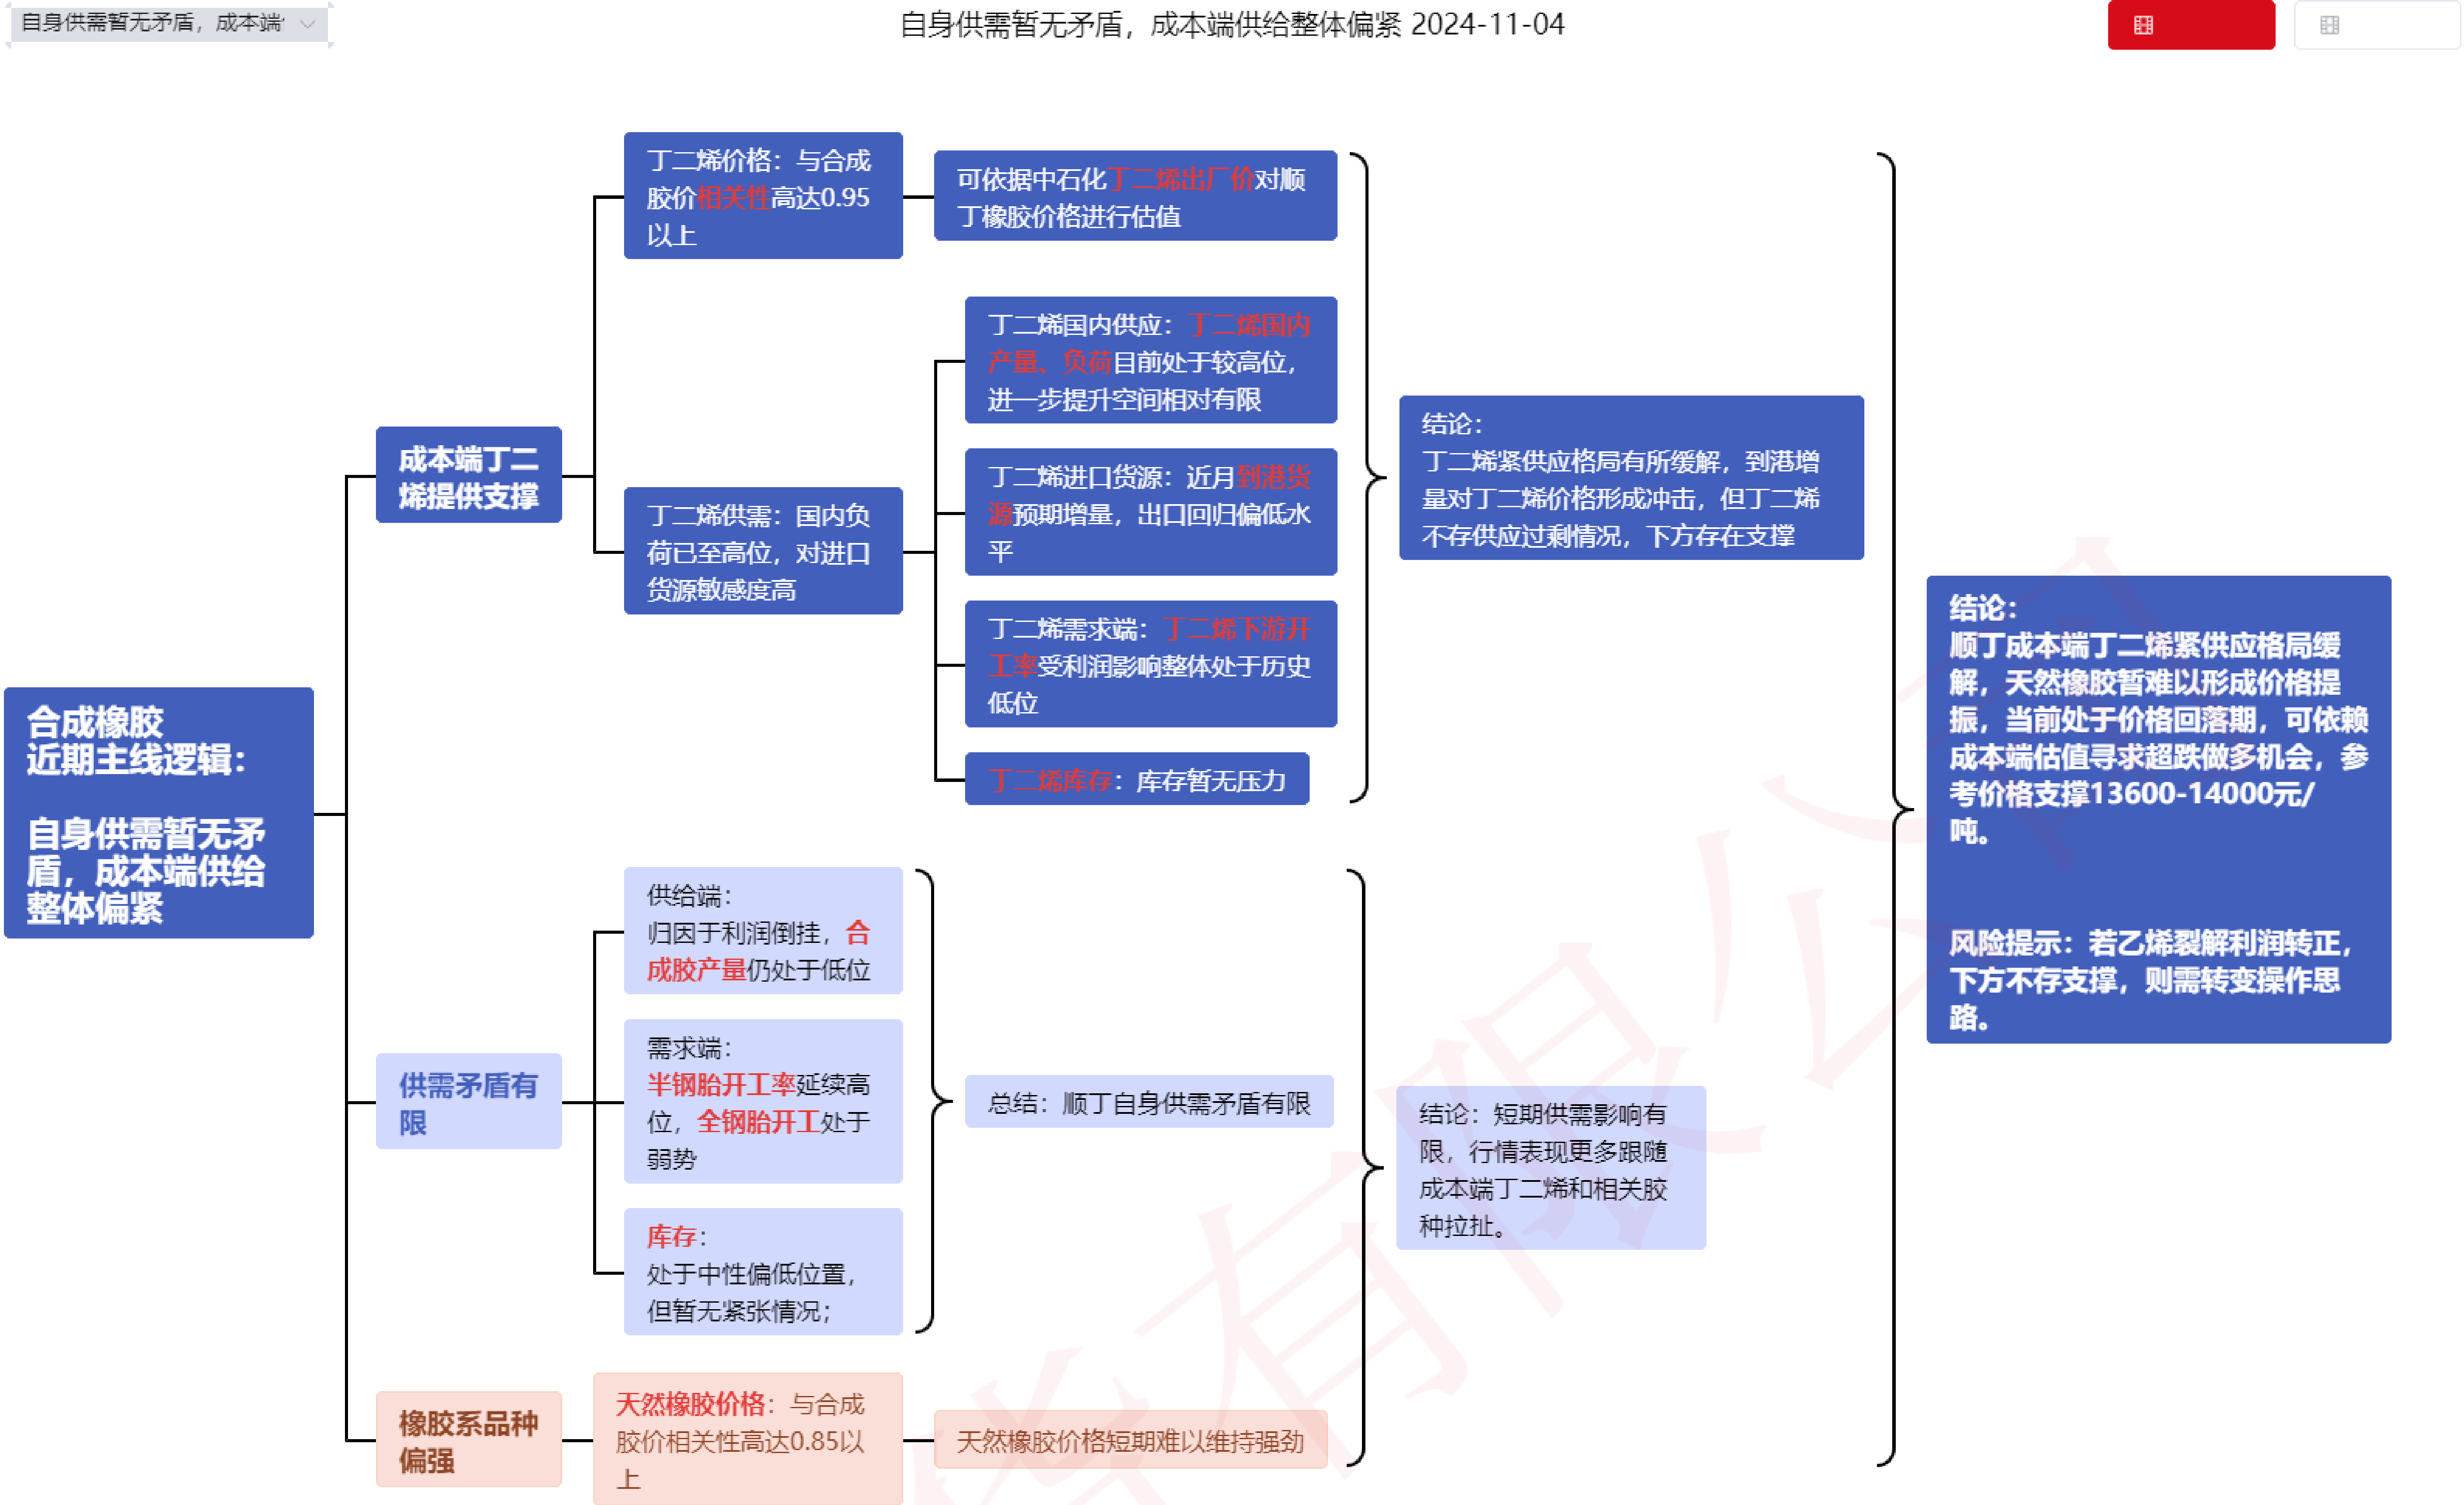 自身供需暂无矛盾，成本端
自身供需暂无矛盾，成本端供给整体偏紧 2024-11-04
合成橡胶
近期主线逻辑：
自身供需暂无矛
盾，成本端供给
整体偏紧
成本端丁二
烯提供支撑
丁二烯价格：与合成
胶价相关性高达0.95
以上
可依据中石化丁二烯出厂价对顺
丁橡胶价格进行估值
丁二烯供需：国内负
荷已至高位，对进口
货源敏感度高
丁二烯国内供应：丁二烯国内
产量、负荷目前处于较高位，
进一步提升空间相对有限
丁二烯进口货源：近月到港货
源预期增量，出口回归偏低水
平
丁二烯需求端：丁二烯下游开
工率受利润影响整体处于历史
低位
丁二烯库存：库存暂无压力
结论：
丁二烯紧供应格局有所缓解，到港增
量对丁二烯价格形成冲击，但丁二烯
不存供应过剩情况，下方存在支撑
供需矛盾有
限
供给端：
归因于利润倒挂，合
成胶产量仍处于低位
需求端：
半钢胎开工率延续高
位，全钢胎开工处于
弱势
库存：
处于中性偏低位置，
但暂无紧张情况；
总结：顺丁自身供需矛盾有限
橡胶系品种
偏强
天然橡胶价格：与合成
胶价相关性高达0.85以
上
天然橡胶价格短期难以维持强劲
结论：短期供需影响有
限，行情表现更多跟随
成本端丁二烯和相关胶
种拉扯。
结论：
顺丁成本端丁二烯紧供应格局缓
解，天然橡胶暂难以形成价格提
振，当前处于价格回落期，可依赖
成本端估值寻求超跌做多机会，参
考价格支撑13600-14000元/
吨。
风险提示：若乙烯裂解利润转正，
下方不存支撑，则需转变操作思
路。
有限公